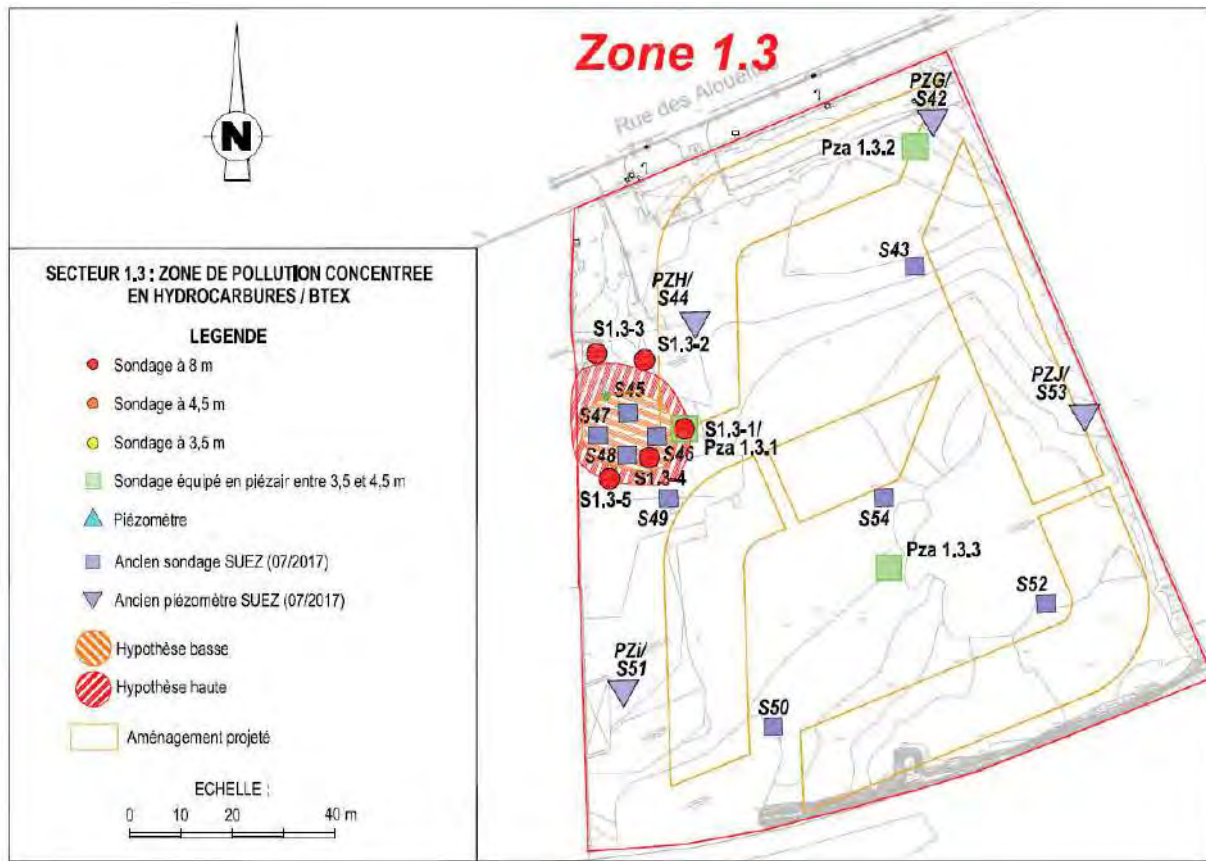 Zone 1.3
Rue des Alouettes
N
SECTEUR 1.3 : ZONE DE POLLUTION CONCENTREE
EN HYDROCARBURES / BTEX
LEGENDE
Sondage à 8 m
Sondage à 4,5 m
Sondage à 3,5 m
Sondage équipé en piézair entre 3,5 et 4,5 m
Piézomètre
Ancien sondage SUEZ (07/2017)
Ancien piézomètre SUEZ (07/2017)
Hypothèse basse
Hypothèse haute
Aménagement projeté
ECHELLE :
0 10 20 40 m
PZG/
S42
Pza 1.3.2
S43
PZH/
S44
S1.3-3
S1.3-2
PZJ/
S53
S45
S47
S1.3-1/
Pza 1.3.1
S48
S46
S1.3-4
S1.3-5
S49
S54
Pza 1.3.3
S52
PZi/
S51
S50